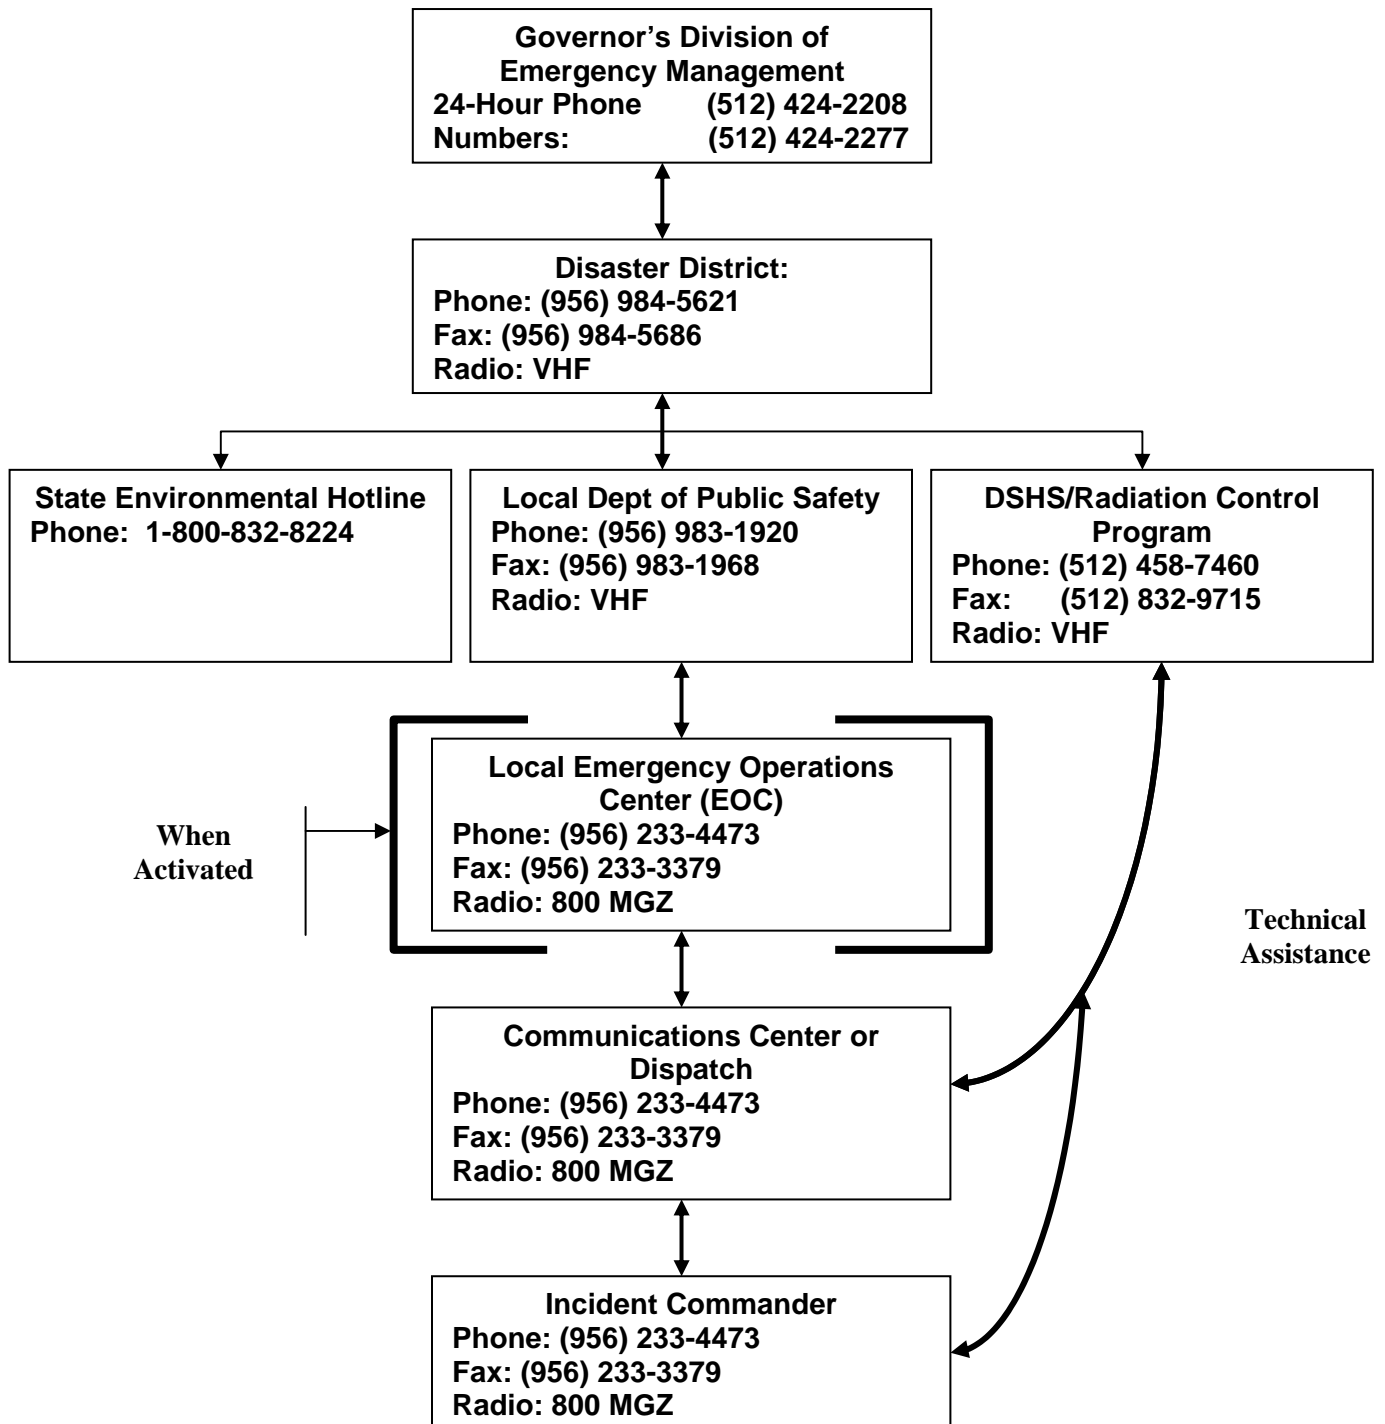 Governor’s Division of
Emergency Management
24-Hour Phone (512) 424-2208
Numbers: (512) 424-2277
Disaster District:
Phone: (956) 984-5621
Fax: (956) 984-5686
Radio: VHF
State Environmental Hotline
Phone: 1-800-832-8224
Local Dept of Public Safety
Phone: (956) 983-1920
Fax: (956) 983-1968
Radio: VHF
DSHS/Radiation Control
Program
Phone: (512) 458-7460
Fax: (512) 832-9715
Radio: VHF
When
Activated
Local Emergency Operations
Center (EOC)
Phone: (956) 233-4473
Fax: (956) 233-3379
Radio: 800 MGZ
Technical
Assistance
Communications Center or
Dispatch
Phone: (956) 233-4473
Fax: (956) 233-3379
Radio: 800 MGZ
Incident Commander
Phone: (956) 233-4473
Fax: (956) 233-3379
Radio: 800 MGZ